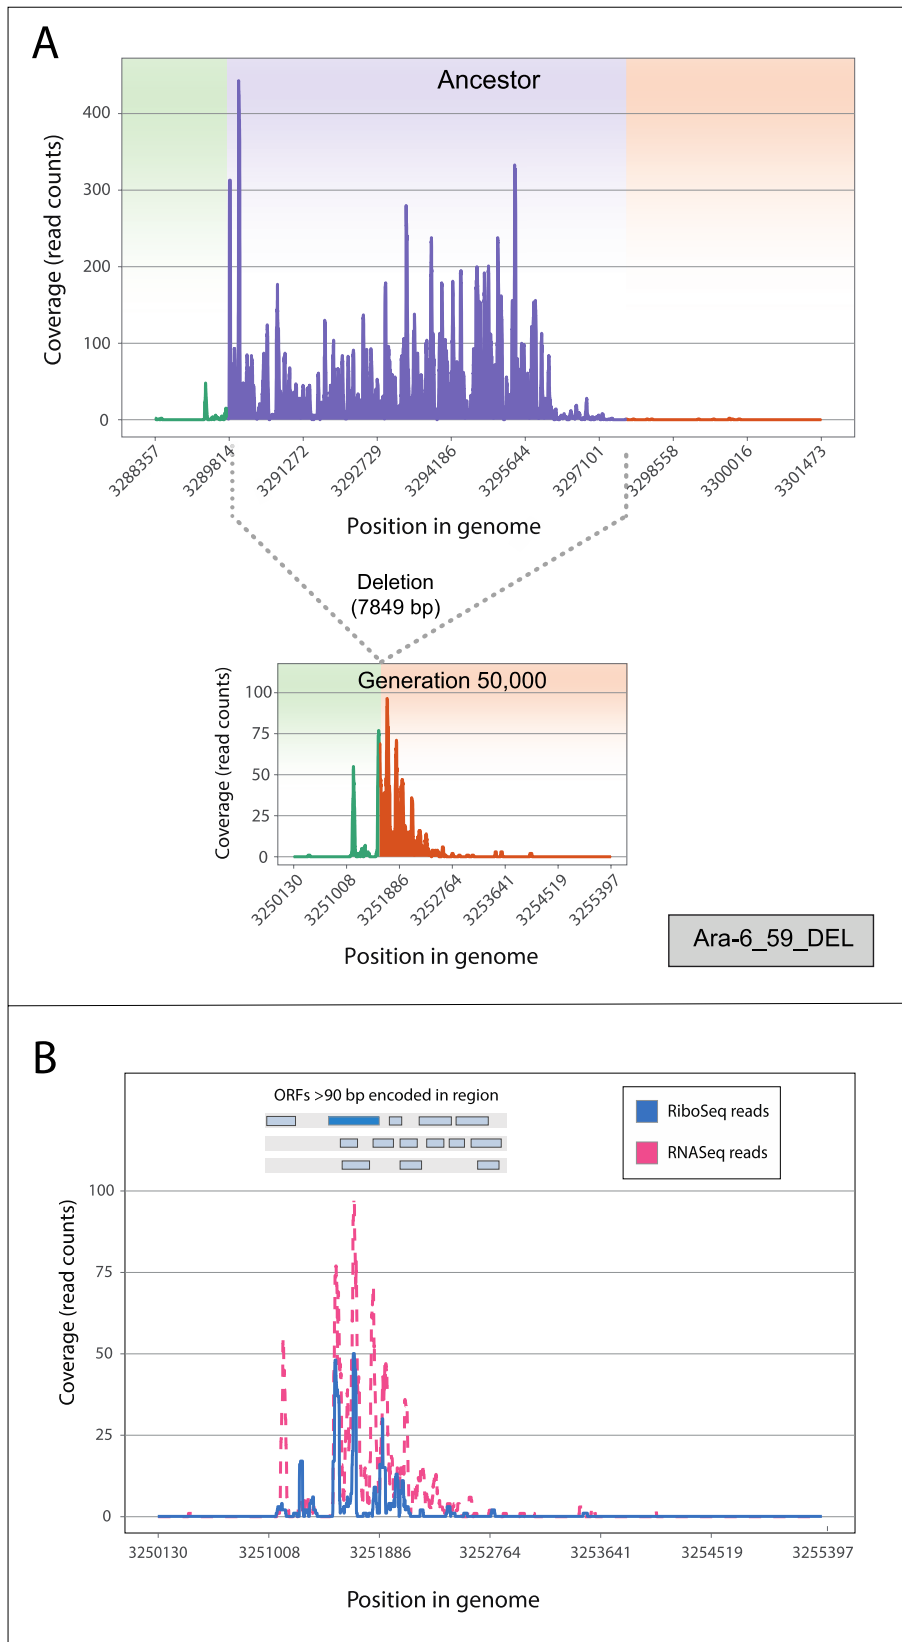 A
Ancestor
Coverage (read counts)
400
300
200
100
0
3288357
3289814
3291272
3292729
3294186
3295644
3297101
3298558
3300016
3301473
Position in genome
Deletion
(7849 bp)
Generation 50,000
Coverage (read counts)
100
75
50
25
0
3250130
3251008
3251886
3252764
3253641
3254519
3255397
Position in genome
Ara-6_59_DEL
B
ORFs >90 bp encoded in region
RiboSeq reads
RNASeq reads
Coverage (read counts)
100
75
50
25
0
3250130
3251008
3251886
3252764
3253641
3254519
3255397
Position in genome